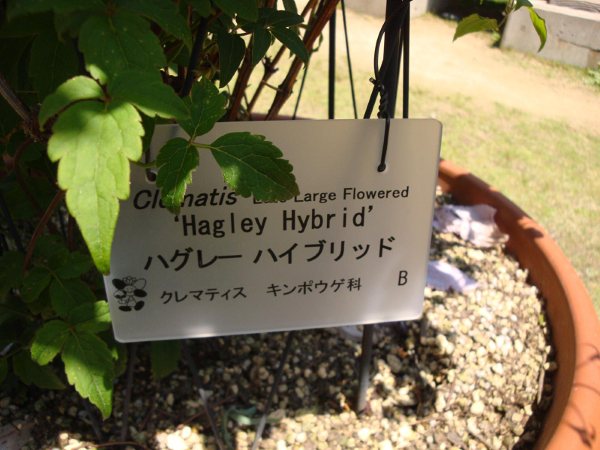 Clematis Late Large Flowered
'Hagley Hybrid'
ハグレー ハイブリッド
クレマティス キンポウゲ科 B